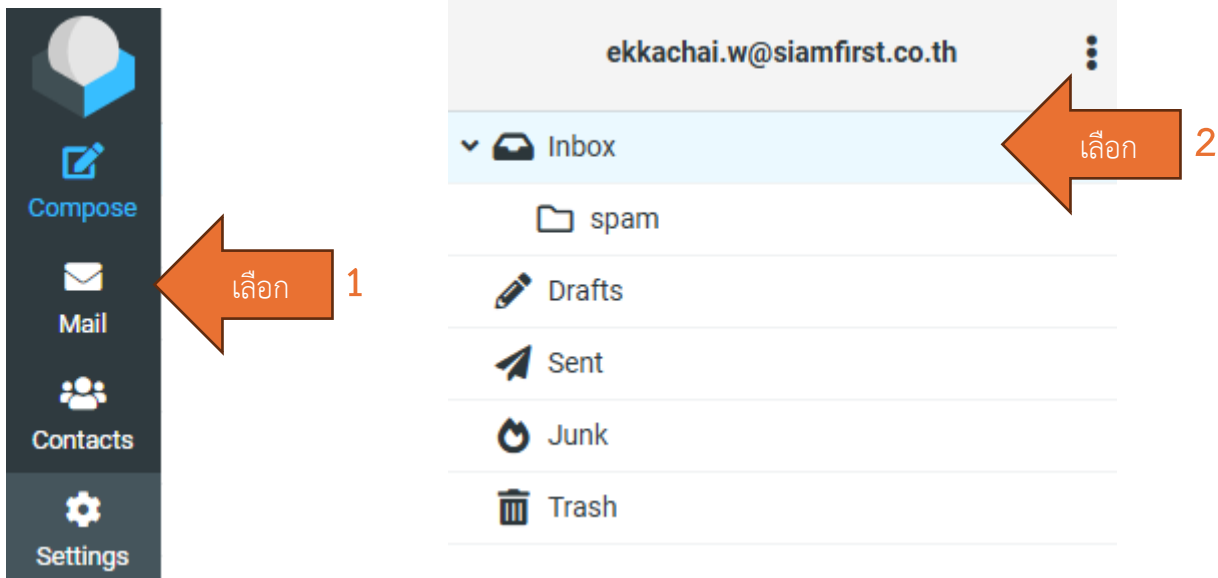 Compose
Mail
Contacts
Settings
เลือก 1
ekkachai.w@siamfirst.co.th
Inbox
spam
Drafts
Sent
Junk
Trash
เลือก 2